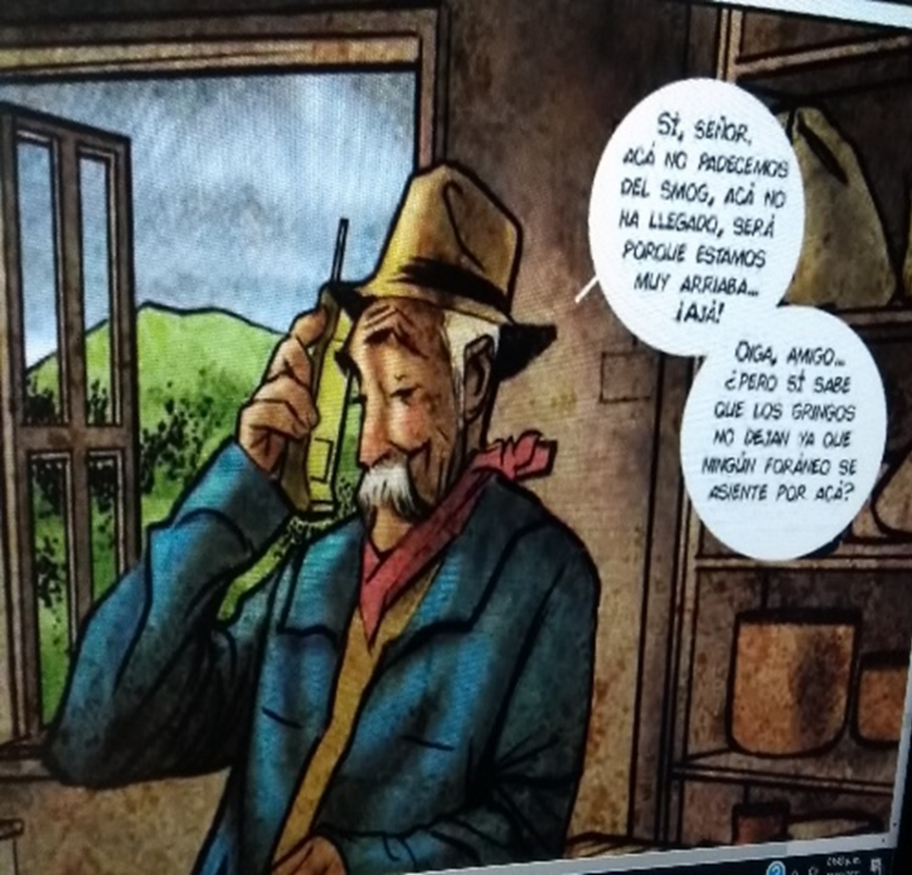 SÍ, SEÑOR,
ACÁ NO PADECEMOS
DEL SMOG, ACÁ NO
HA LLEGADO, SERÁ
PORQUE ESTAMOS
MUY ARRIABA...
¡AJÁ!
OIGA, AMIGO...
¿PERO SÍ SABE
QUE LOS GRINGOS
NO DEJAN YA QUE
NINGÚN FORÁNEO SE
ASIENTE POR ACÁ?